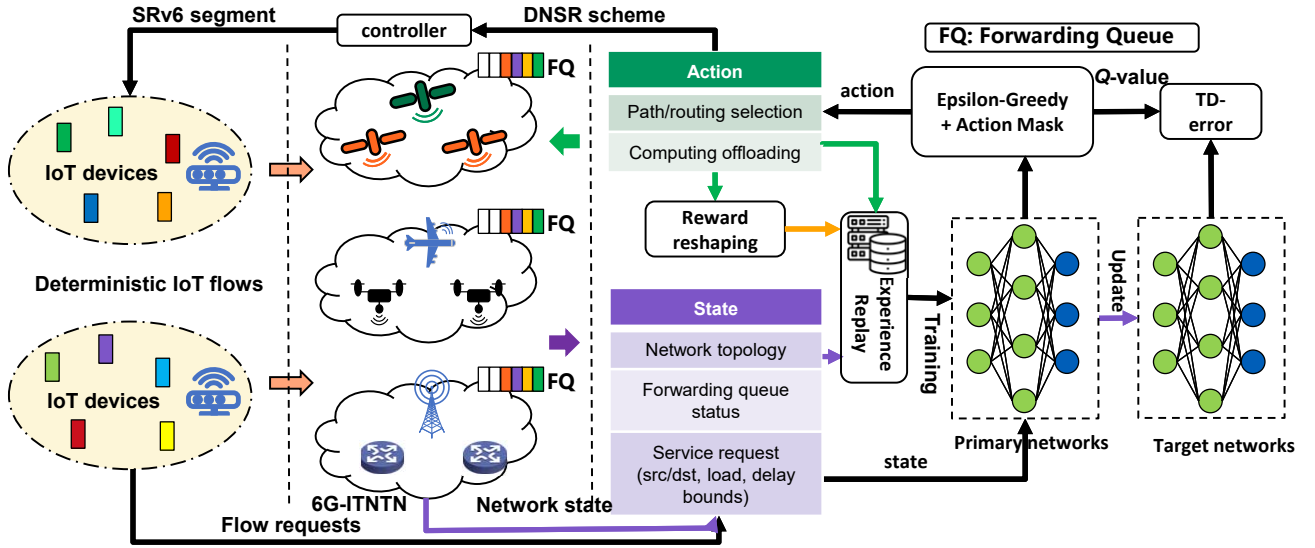 SRv6 segment
controller
DNSR scheme
FQ: Forwarding Queue
IoT devices
FQ
Action
Path/routing selection
Computing offloading
action
Epsilon-Greedy
+ Action Mask
Q-value
TD-
error
Reward
reshaping
FQ
Deterministic IoT flows
Experience
Replay
Training
Update
State
Network topology
Forwarding queue
status
Service request
(src/dst, load, delay
bounds)
IoT devices
FQ
state
Primary networks
Target networks
6G-ITNTN
Network state
Flow requests